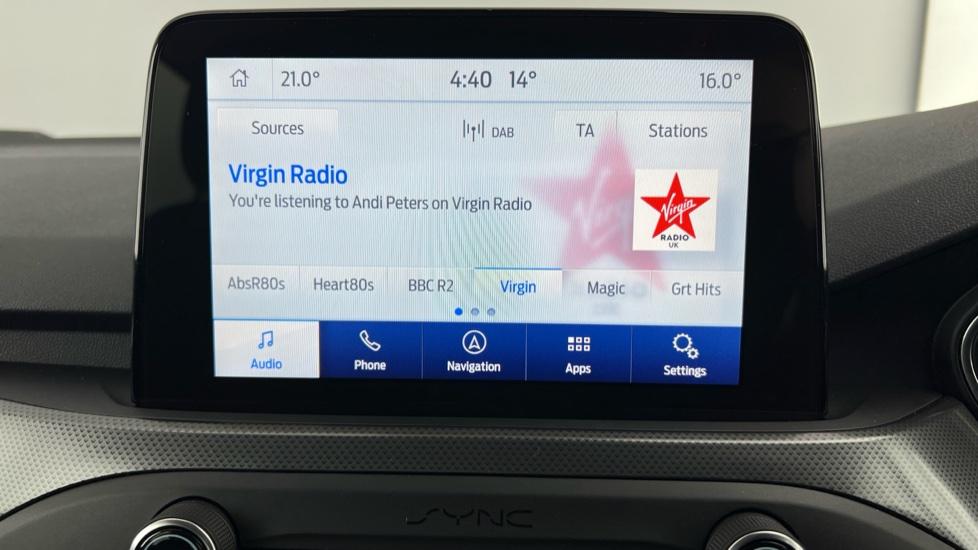 21.0° 4:40 14° 16.0°
Sources DAB TA Stations
Virgin Radio
You're listening to Andi Peters on Virgin Radio
Virgin
RADIO
UK
AbsR80s Heart80s BBC R2 Virgin Magic Grt Hits
Audio Phone Navigation Apps Settings
SYNC